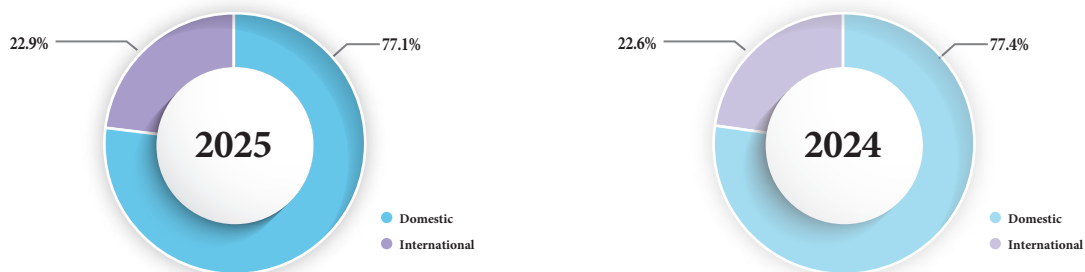 22.9%
77.1%
2025
Domestic
International
22.6%
77.4%
2024
Domestic
International